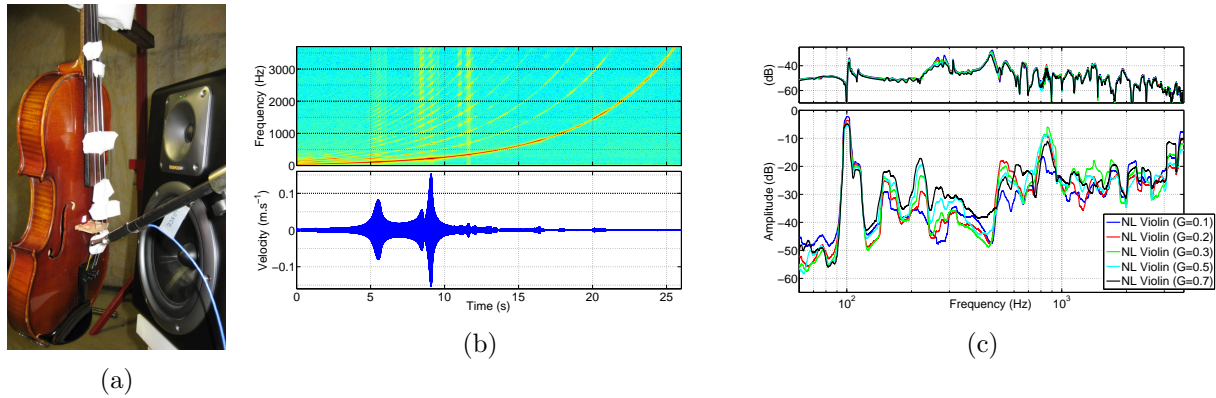 3000
2000
1000
0
Frequency (Hz)
0.1
0
−0.1
Velocity (m.s⁻¹)
0 5 10 15 20 25
Time (s)
−40
−60
(dB)
0
−10
−20
−30
−40
−50
−60
Amplitude (dB)
NL Violin (G=0.1)
NL Violin (G=0.2)
NL Violin (G=0.3)
NL Violin (G=0.5)
NL Violin (G=0.7)
10² 10³
Frequency (Hz)
(a)
(b)
(c)